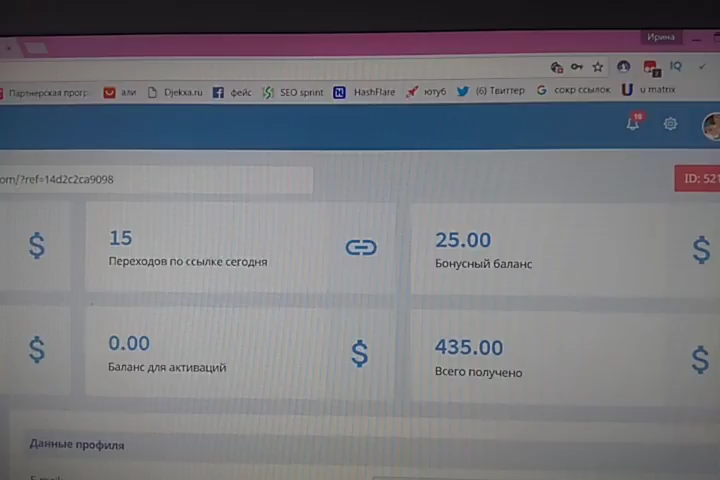 Ирина
Партнерская прогр. али Djekxa.ru фейс SEO sprint HashFlare ютуб (6) Твиттер сокр ссылок u matrix
18
om/?ref=14d2c2ca9098
ID: 521
$ 15 25.00 $
Переходов по ссылке сегодня Бонусный баланс
$ 0.00 $ 435.00 $
Баланс для активаций Всего получено
Данные профиля